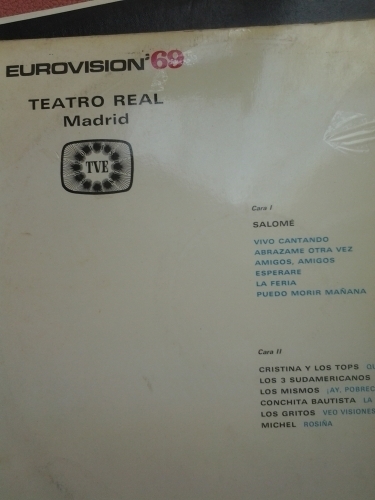 EUROVISION'69
TEATRO REAL
Madrid
TVE
Cara I
SALOMÉ
VIVO CANTANDO
ABRAZAME OTRA VEZ
AMIGOS, AMIGOS
ESPERARE
LA FERIA
PUEDO MORIR MAÑANA
Cara II
CRISTINA Y LOS TOPS
LOS 3 SUDAMERICANOS
LOS MISMOS ¡AY, POBREC
CONCHITA BAUTISTA LA
LOS GRITOS VEO VISIONES
MICHEL ROSIÑA